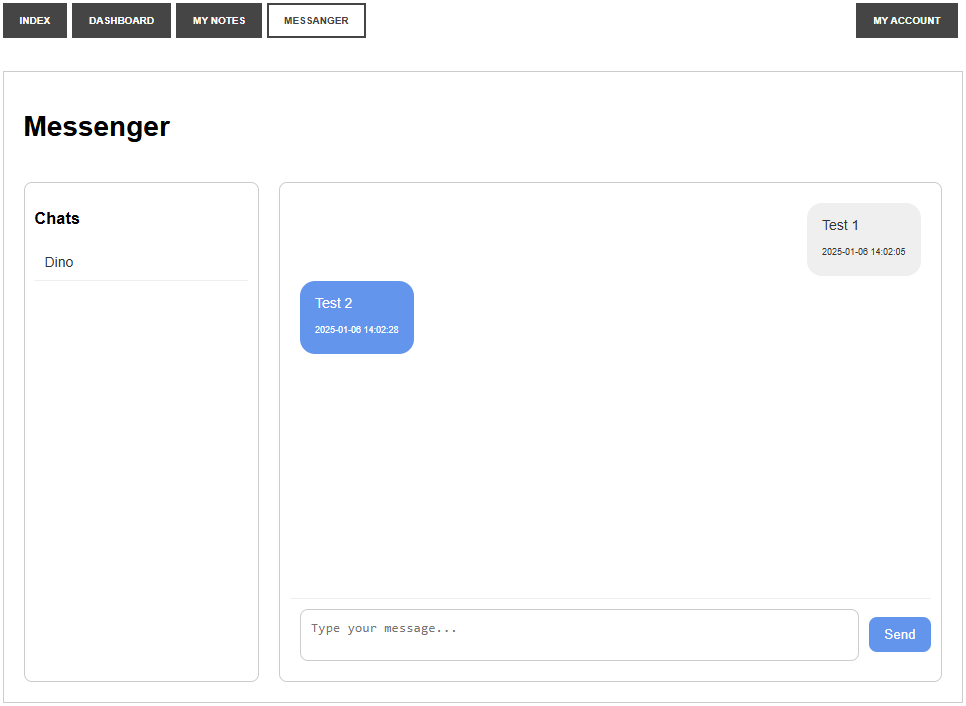 INDEX DASHBOARD MY NOTES MESSANGER MY ACCOUNT
Messenger
Chats
Dino
Test 1
2025-01-06 14:02:05
Test 2
2025-01-06 14:02:28
Type your message...
Send